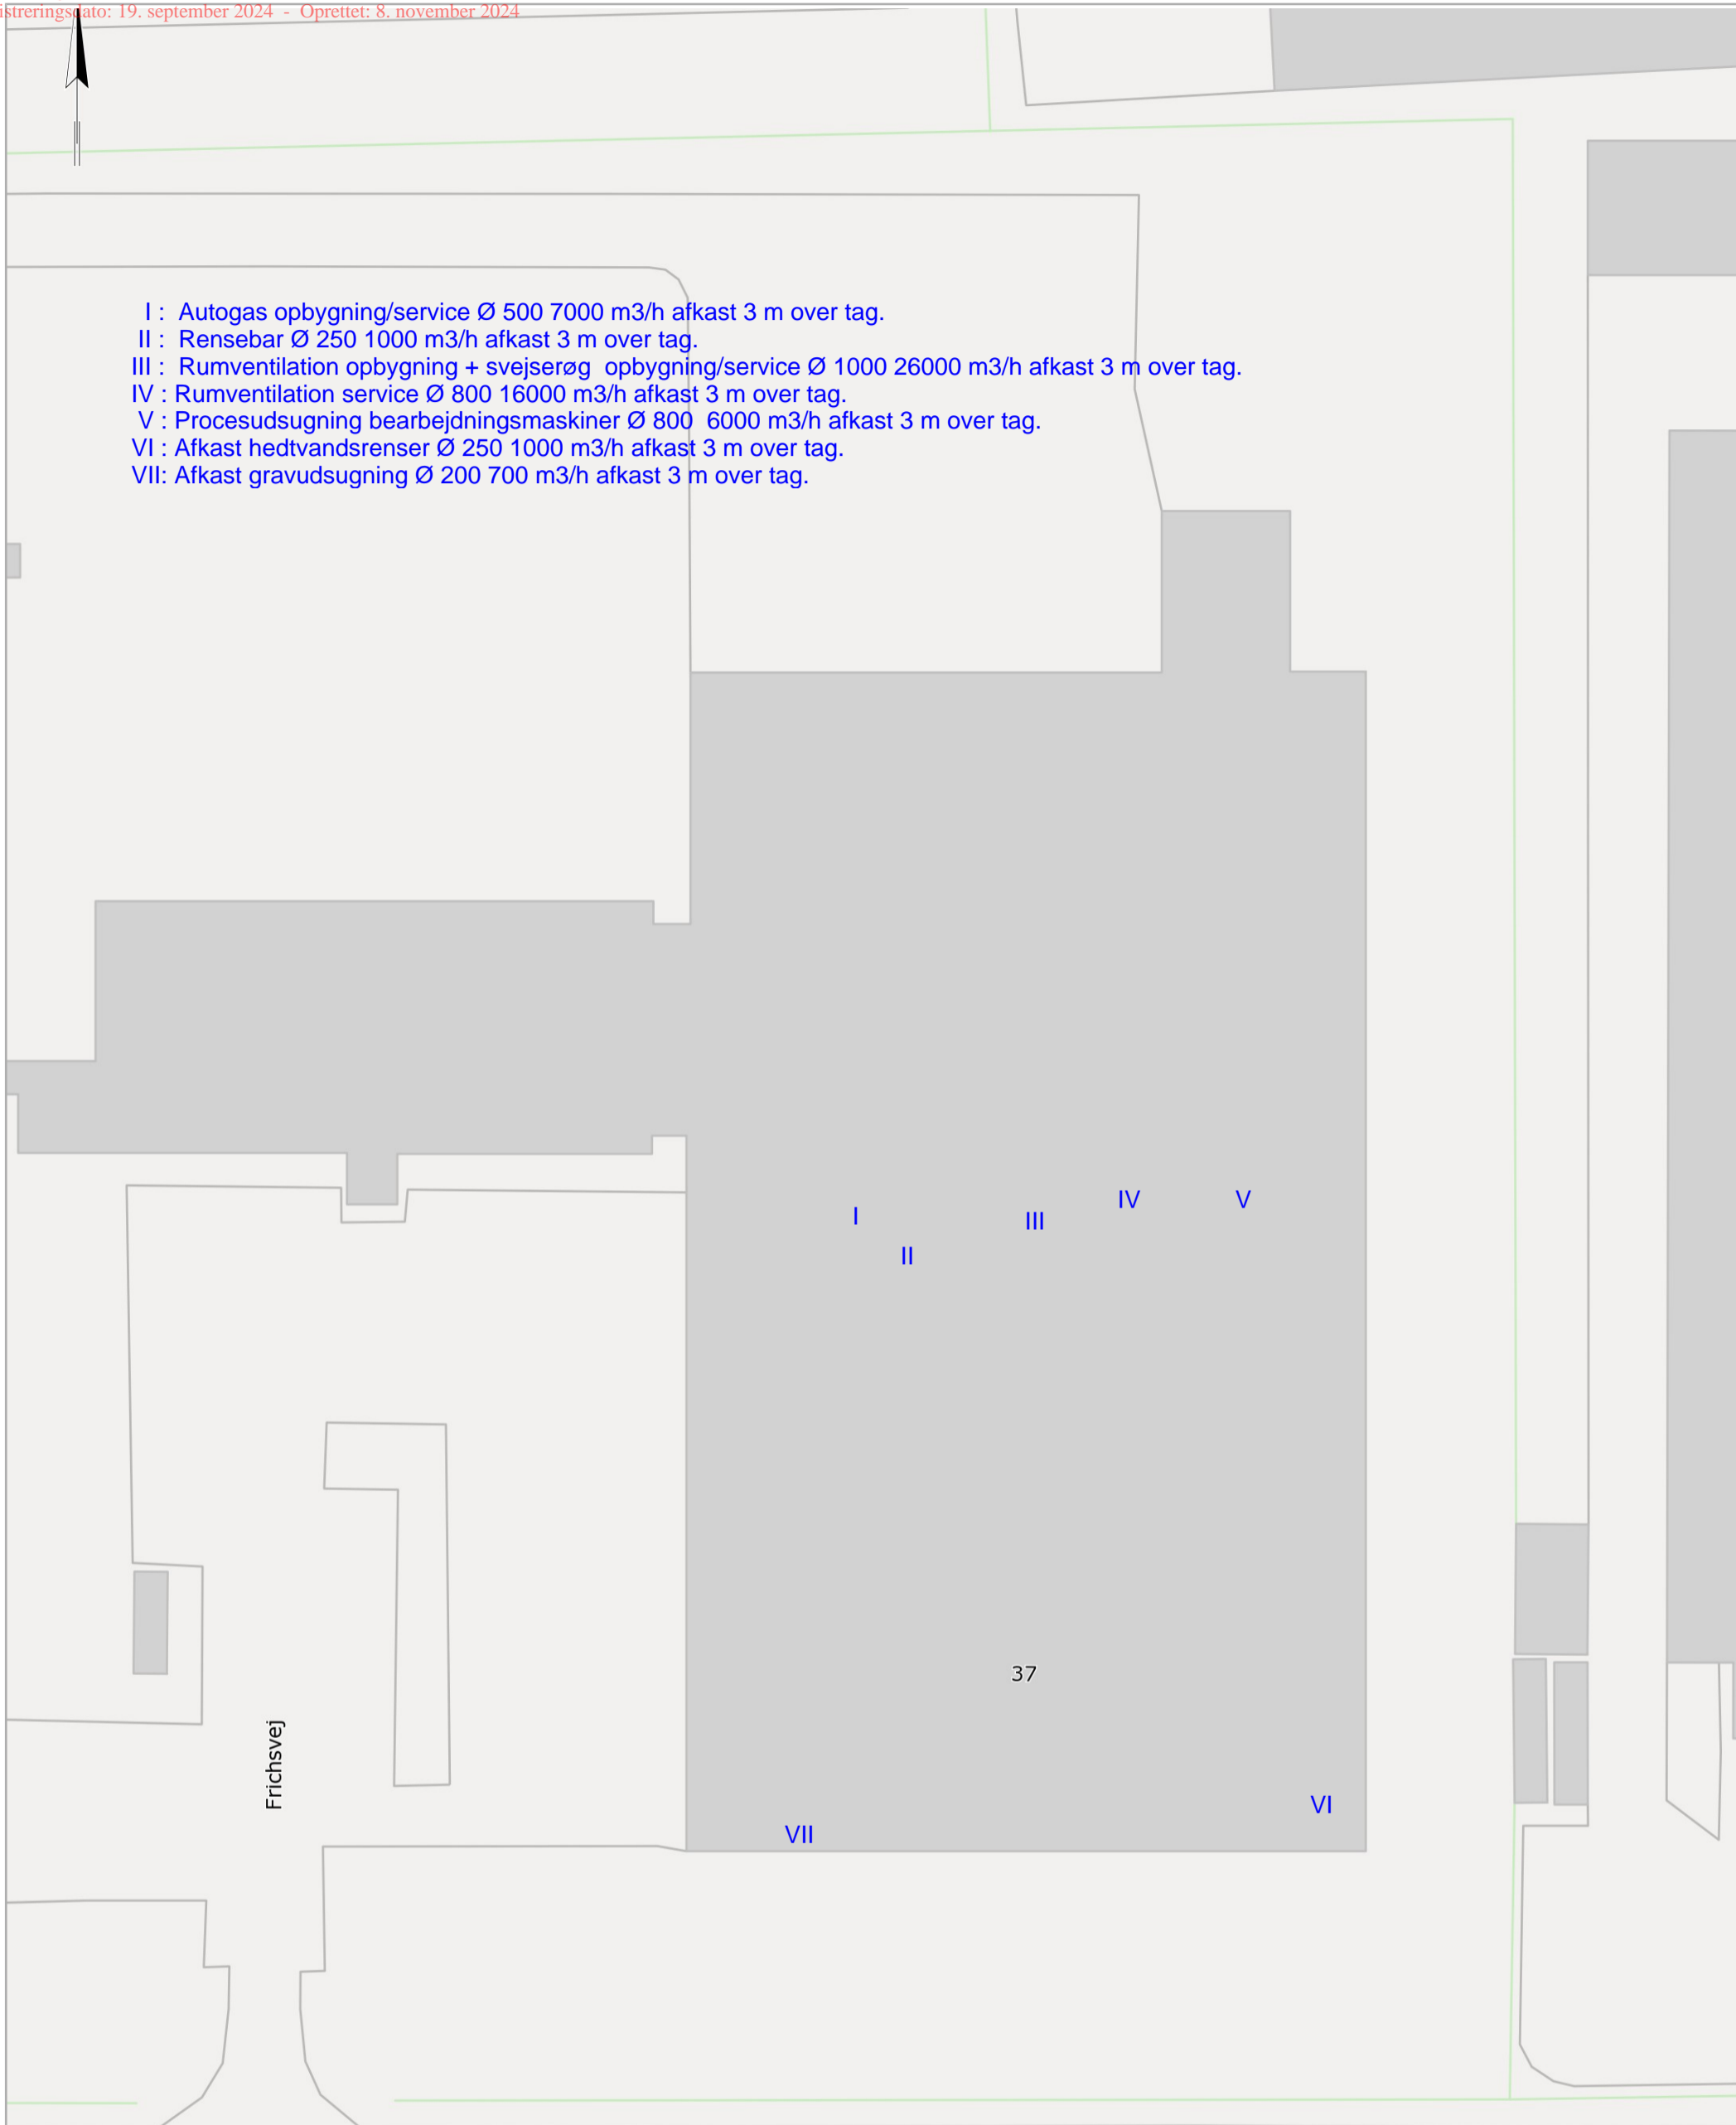 istreringsdato: 19. september 2024 - Oprettet: 8. november 2024
I : Autogas opbygning/service Ø 500 7000 m3/h afkast 3 m over tag.
II : Rensebar Ø 250 1000 m3/h afkast 3 m over tag.
III : Rumventilation opbygning + svejserøg opbygning/service Ø 1000 26000 m3/h afkast 3 m over tag.
IV : Rumventilation service Ø 800 16000 m3/h afkast 3 m over tag.
V : Procesudsugning bearbejdningsmaskiner Ø 800 6000 m3/h afkast 3 m over tag.
VI : Afkast hedtvandsrenser Ø 250 1000 m3/h afkast 3 m over tag.
VII: Afkast gravudsugning Ø 200 700 m3/h afkast 3 m over tag.
I
II
III
IV
V
37
Frichsvej
VI
VII